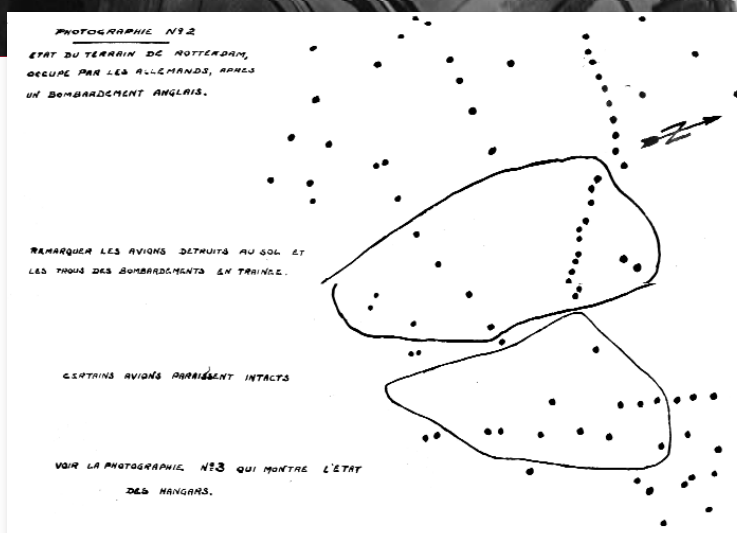 PHOTOGRAPHIE Nº2
ETAT DU TERRAIN DE ROTTERDAM,
OCCUPE PAR LES ALLEMANDS, APRES
UN BOMBARDEMENT ANGLAIS.
N
REMARQUER LES AVIONS DETRUITS AU SOL ET
LES TROUS DES BOMBARDEMENTS EN TRAINEE.
CERTAINS AVIONS PARAISSENT INTACTS
VOIR LA PHOTOGRAPHIE Nº3 QUI MONTRE L'ETAT
DES HANGARS.